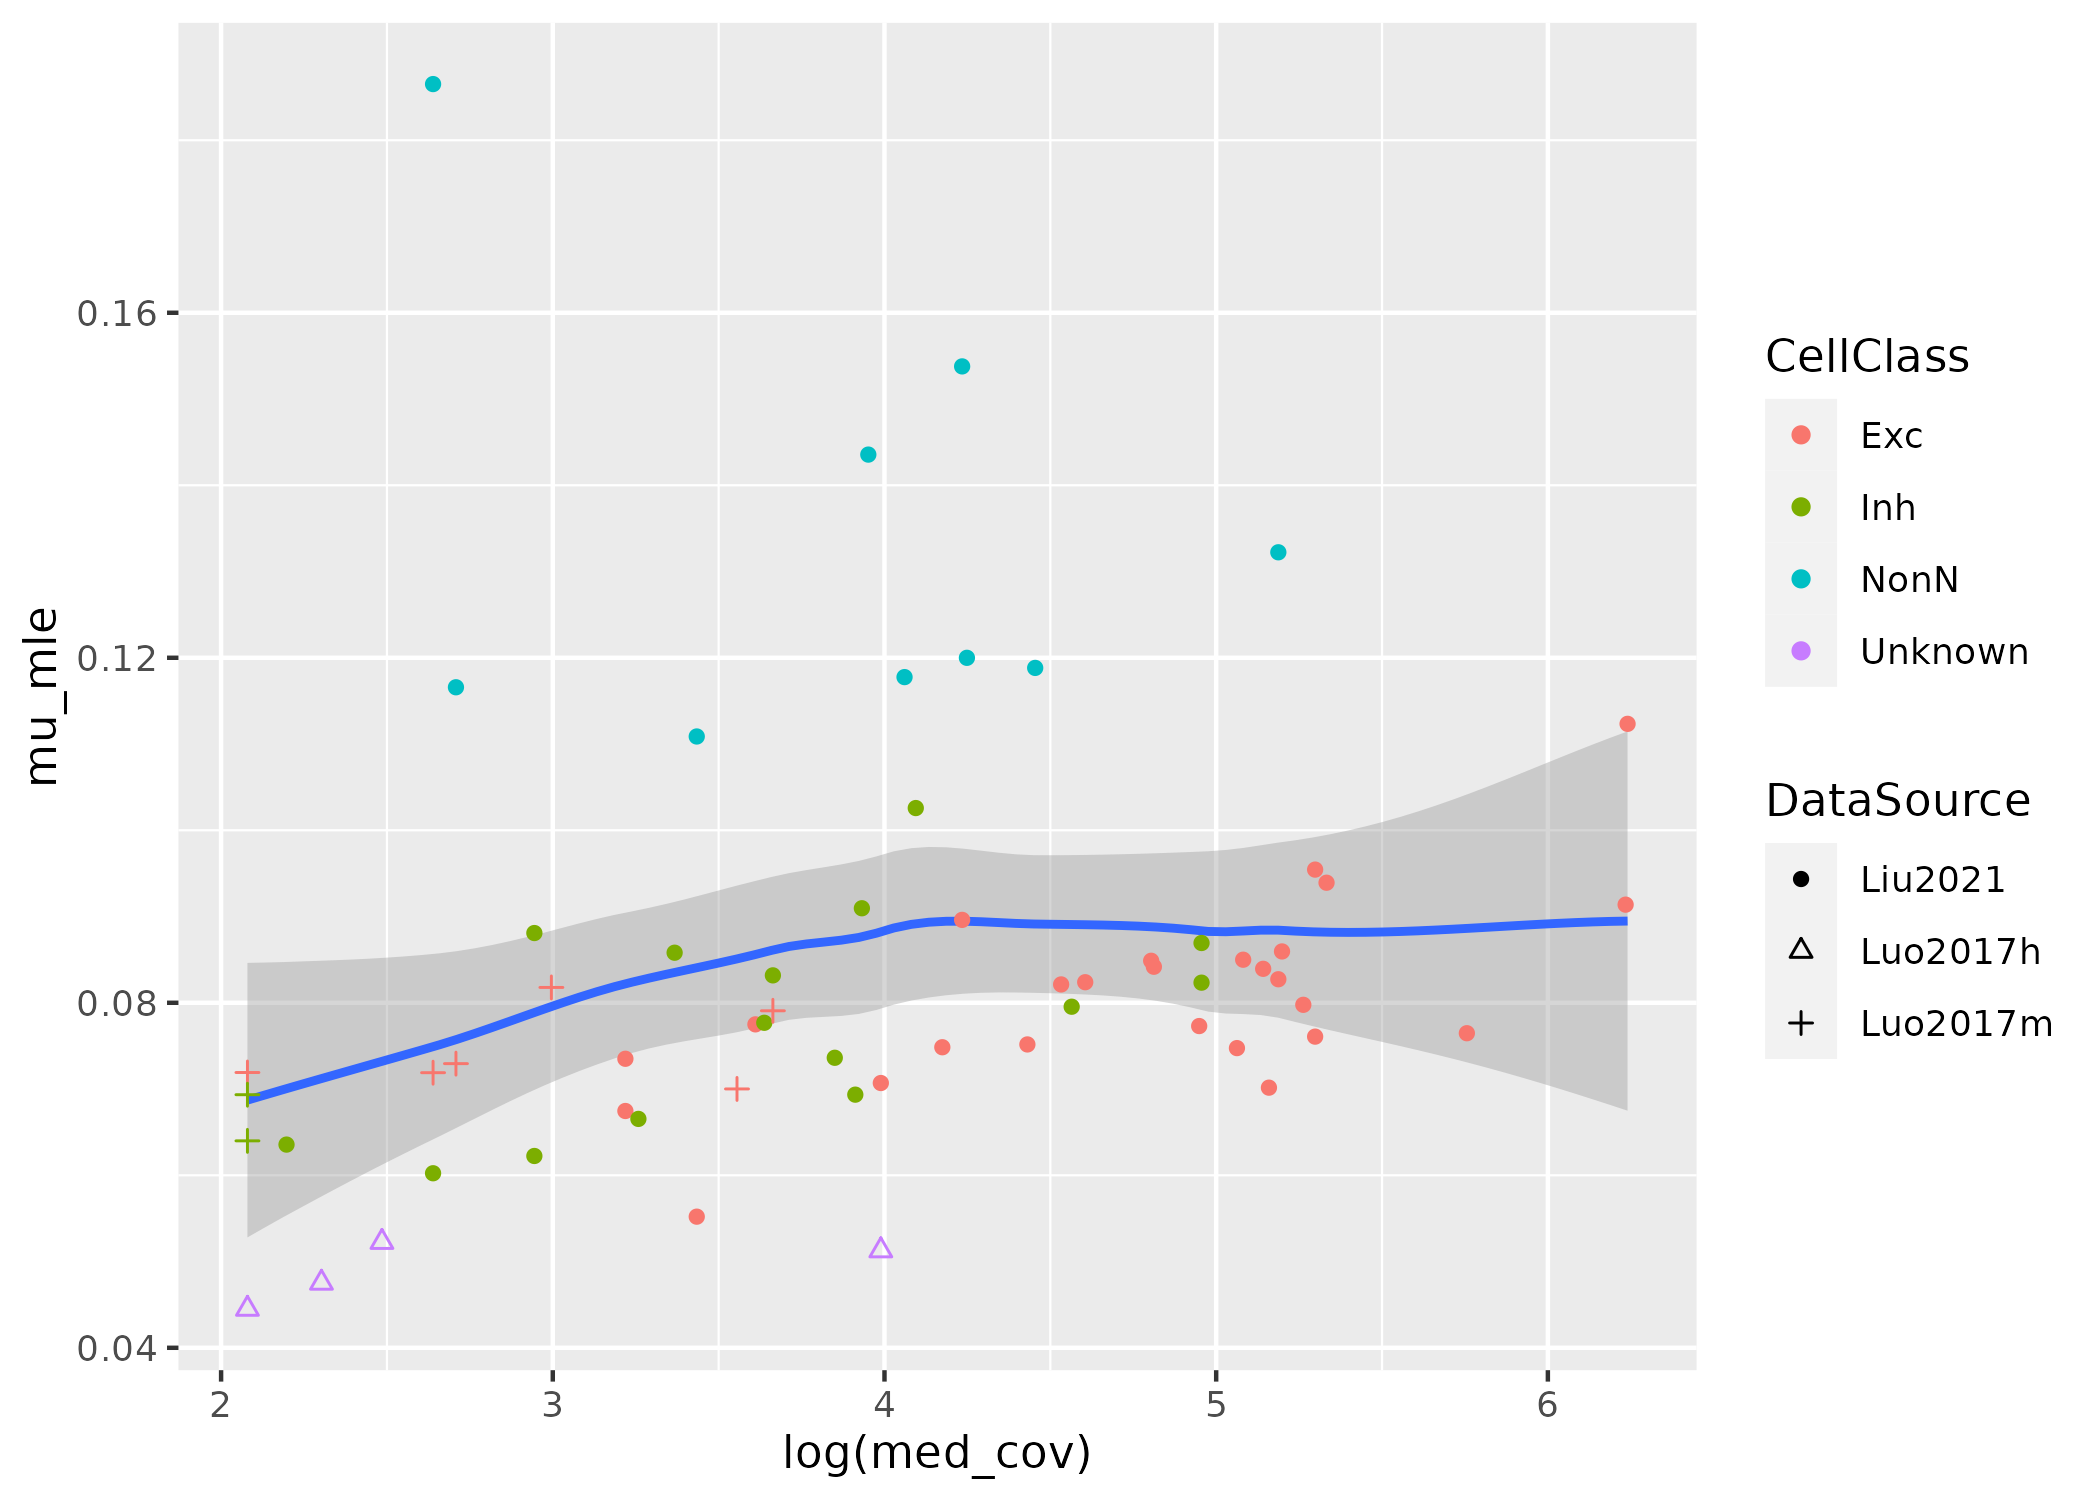 mu_mle
0.16
0.12
0.08
0.04
2 3 4 5 6
log(med_cov)
CellClass
Exc
Inh
NonN
Unknown
DataSource
Liu2021
Luo2017h
Luo2017m